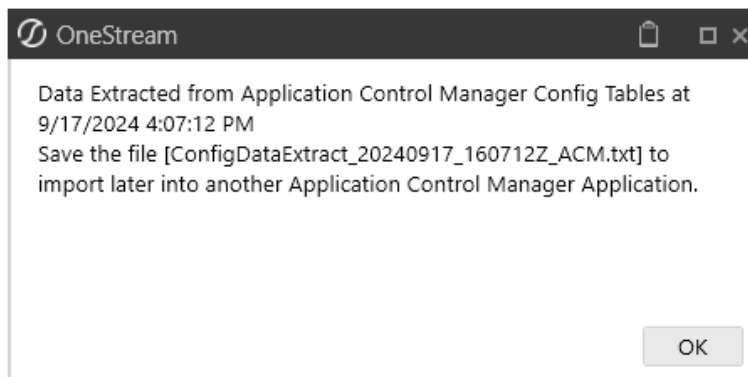 OneStream
Data Extracted from Application Control Manager Config Tables at
9/17/2024 4:07:12 PM
Save the file [ConfigDataExtract_20240917_160712Z_ACM.txt] to
import later into another Application Control Manager Application.
OK